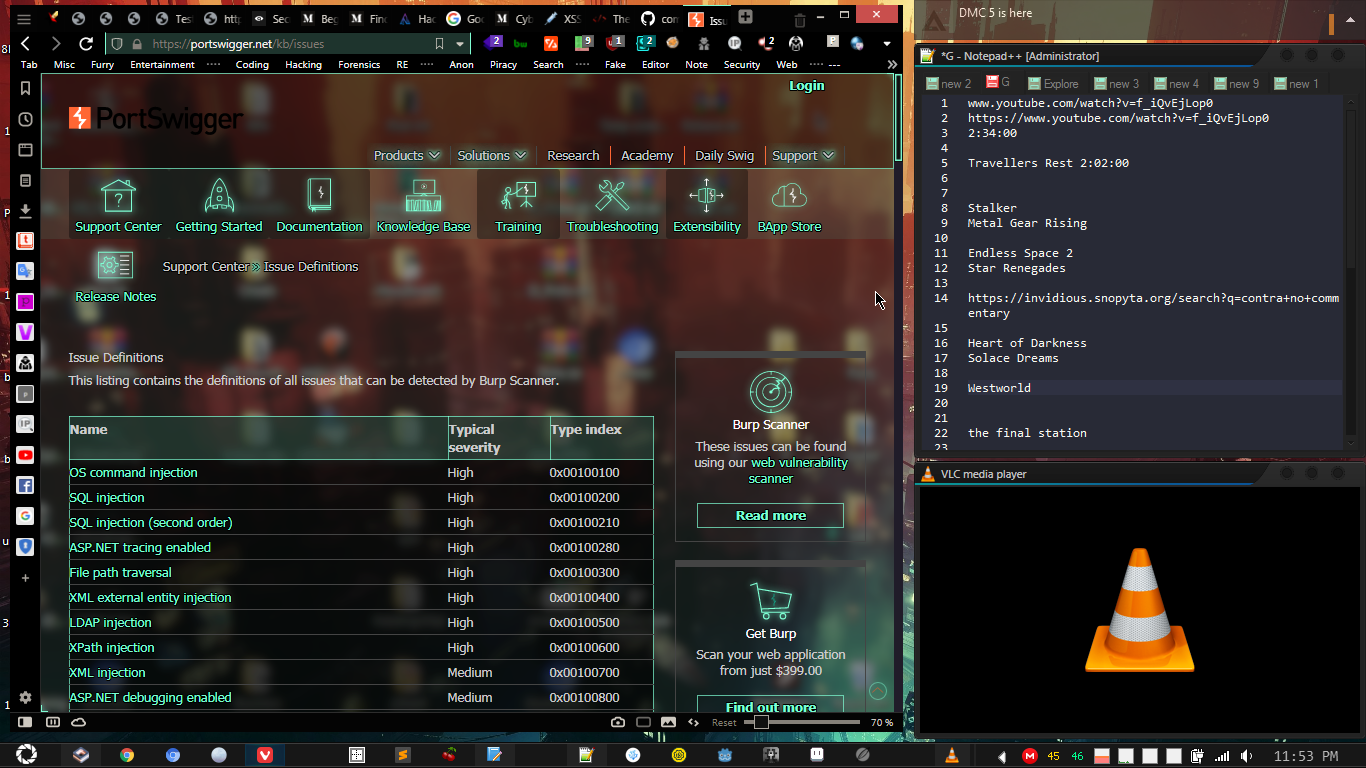 Tes
htt
Sec
Beg
Fin
Hac
Goo
Cyb
XSS
The
con
Issu
https://portswigger.net/kb/issues
2
9
1
2
2
Tab
Misc
Furry
Entertainment
Coding
Hacking
Forensics
RE
Anon
Piracy
Search
Fake
Editor
Note
Security
Web
---
Login
PortSwigger
Products
Solutions
Research
Academy
Daily Swig
Support
Support Center
Getting Started
Documentation
Knowledge Base
Training
Troubleshooting
Extensibility
BApp Store
Release Notes
Support Center » Issue Definitions
Issue Definitions
This listing contains the definitions of all issues that can be detected by Burp Scanner.
Name Typical severity Type index
OS command injection High 0x00100100
SQL injection High 0x00100200
SQL injection (second order) High 0x00100210
ASP.NET tracing enabled High 0x00100280
File path traversal High 0x00100300
XML external entity injection High 0x00100400
LDAP injection High 0x00100500
XPath injection High 0x00100600
XML injection Medium 0x00100700
ASP.NET debugging enabled Medium 0x00100800
Burp Scanner
These issues can be found
using our web vulnerability
scanner
Read more
Get Burp
Scan your web application
from just $399.00
Find out more
Reset
70 %
DMC 5 is here
*G - Notepad++ [Administrator]
new 2
G
Explore
new 3
new 4
new 9
new 1
1 www.youtube.com/watch?v=f_iQvEjLop0
2 https://www.youtube.com/watch?v=f_iQvEjLop0
3 2:34:00
4
5 Travellers Rest 2:02:00
6
7
8 Stalker
9 Metal Gear Rising
10
11 Endless Space 2
12 Star Renegades
13
14 https://invidious.snopyta.org/search?q=contra+no+comm
entary
15
16 Heart of Darkness
17 Solace Dreams
18
19 Westworld
20
21
22 the final station
23
VLC media player
45
46
11:53 PM